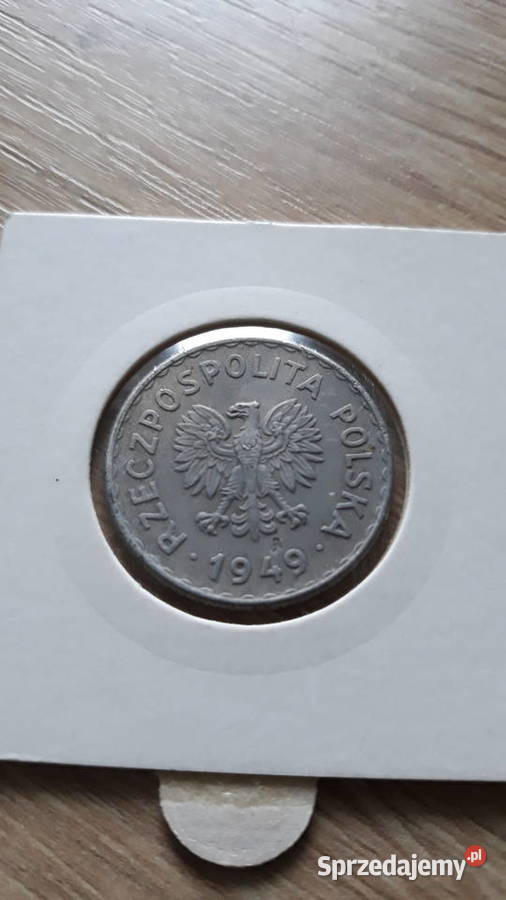 RZECZPOSPOLITA POLSKA
· 1949 ·
Sprzedajemy.pl